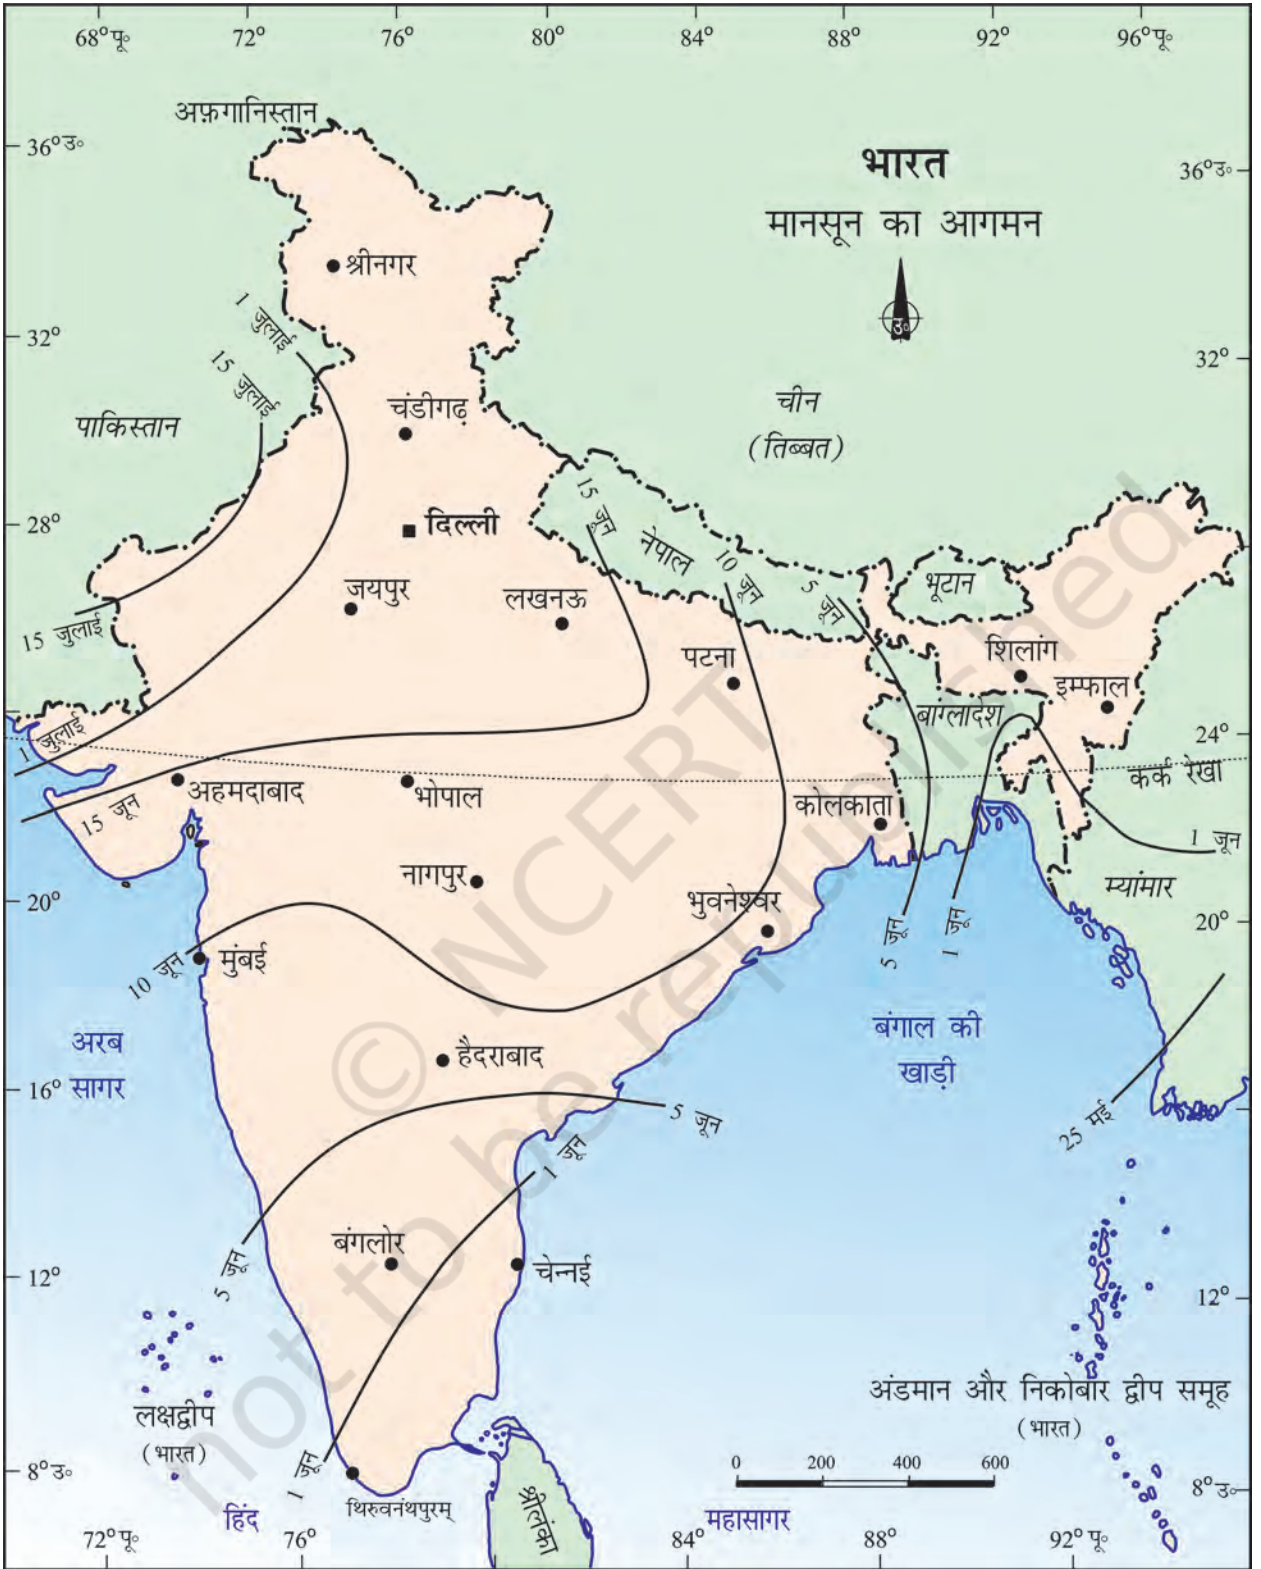 68°पू॰ 72° 76° 80° 84° 88° 92° 96°पू॰
अफ़गानिस्तान
36°उ॰
भारत
36°उ॰
मानसून का आगमन
श्रीनगर
1 जुलाई
उ॰
32°
15 जुलाई
32°
पाकिस्तान
चंडीगढ़
चीन
(तिब्बत)
28°
दिल्ली
15 जून
नेपाल
10 जून
5 जून
भूटान
जयपुर
लखनऊ
15 जुलाई
पटना
शिलांग
इम्फाल
बांग्लादेश
1 जुलाई
24°
कर्क रेखा
15 जून
अहमदाबाद
भोपाल
कोलकाता
1 जून
नागपुर
म्यांमार
20°
भुवनेश्वर
5 जून
1 जून
20°
10 जून
मुंबई
अरब
सागर
बंगाल की
खाड़ी
हैदराबाद
16°
5 जून
25 मई
1 जून
बंगलोर
5 जून
चेन्नई
12°
12°
लक्षद्वीप
(भारत)
अंडमान और निकोबार द्वीप समूह
(भारत)
0 200 400 600
8°उ॰
1 जून
8°उ॰
थिरुवनंथपुरम्
श्रीलंका
हिंद
महासागर
72°पू॰ 76° 84° 88° 92°पू॰
© NCERT
not to be republished